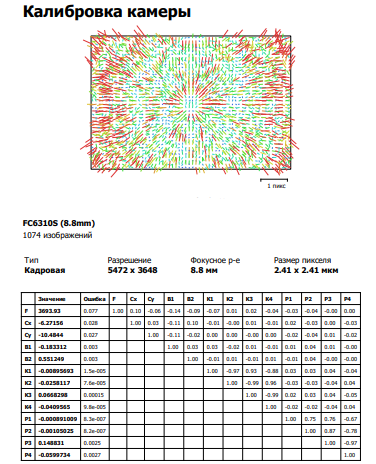 Калибровка камеры
1 пикс
FC6310S (8.8mm)
1074 изображений
Тип Разрешение Фокусное р-е Размер пикселя
Кадровая 5472 x 3648 8.8 мм 2.41 x 2.41 мкм
Значение Ошибка F Cx Cy B1 B2 K1 K2 K3 K4 P1 P2 P3 P4
F 3693.93 0.077 1.00 0.10 -0.06 -0.14 -0.09 -0.07 0.01 0.02 -0.04 -0.03 -0.04 -0.00 0.00
Cx -6.27156 0.028 1.00 0.03 -0.11 0.10 -0.01 -0.00 0.01 -0.01 0.02 -0.03 0.00 -0.03
Cy -10.4844 0.027 1.00 -0.11 -0.02 0.00 0.00 -0.00 -0.00 -0.02 -0.01 0.04 -0.04
B1 -0.183312 0.003 1.00 0.03 0.03 -0.02 0.01 -0.01 0.01 0.04 0.01 -0.00
B2 0.551249 0.003 1.00 -0.01 0.01 -0.01 0.01 -0.01 0.04 -0.00
K1 -0.00895693 1.5e-005 1.00 -0.97 0.93 -0.88 0.03 0.03 -0.04 0.04
K2 -0.0258117 7.6e-005 1.00 -0.99 0.96 -0.03 -0.03 0.04 -0.04
K3 0.0668298 0.00015 1.00 -0.99 0.02 0.03 0.04 -0.05
K4 -0.0409565 9.8e-005 1.00 -0.02 -0.02 -0.04 0.04
P1 -0.000891009 8.3e-007 1.00 0.75 0.76 -0.67
P2 -0.00105025 8.2e-007 1.00 0.87 -0.78
P3 0.148831 0.0025 1.00 -0.97
P4 -0.0599734 0.0027 1.00